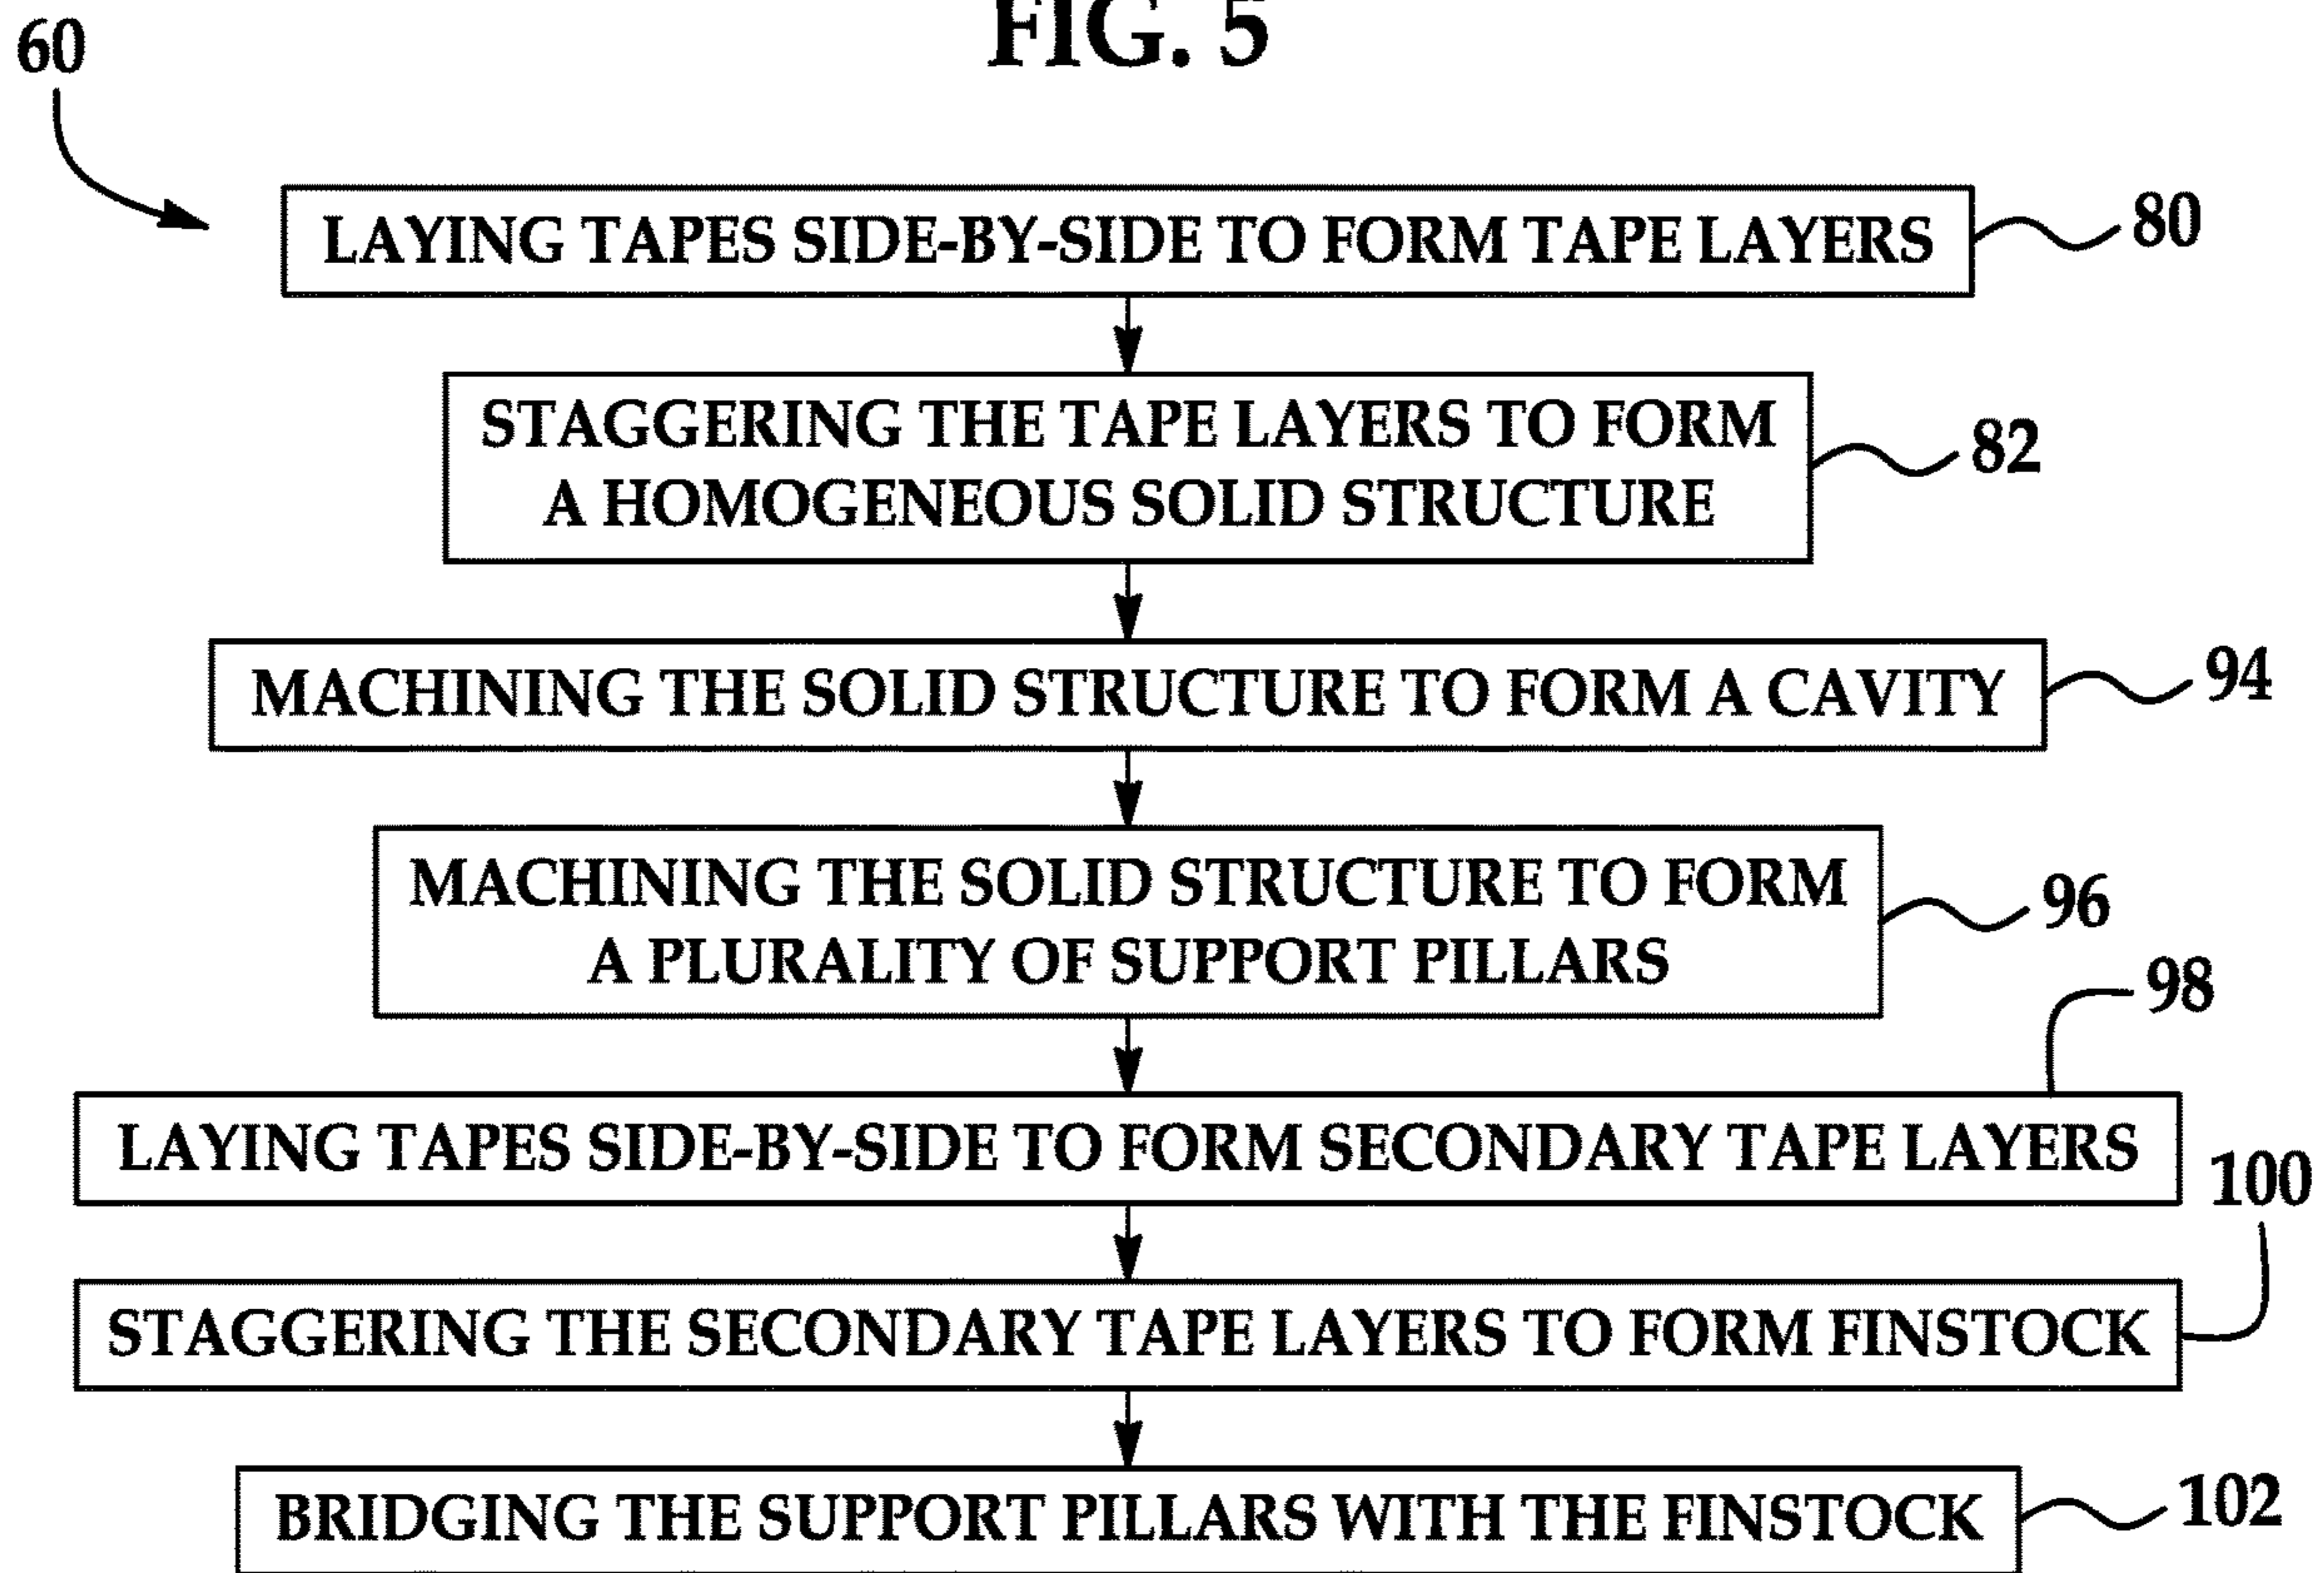 FIG. 5
60
LAYING TAPES SIDE-BY-SIDE TO FORM TAPE LAYERS
80
STAGGERING THE TAPE LAYERS TO FORM
A HOMOGENEOUS SOLID STRUCTURE
82
MACHINING THE SOLID STRUCTURE TO FORM A CAVITY
94
MACHINING THE SOLID STRUCTURE TO FORM
A PLURALITY OF SUPPORT PILLARS
96
98
LAYING TAPES SIDE-BY-SIDE TO FORM SECONDARY TAPE LAYERS
100
STAGGERING THE SECONDARY TAPE LAYERS TO FORM FINSTOCK
BRIDGING THE SUPPORT PILLARS WITH THE FINSTOCK
102